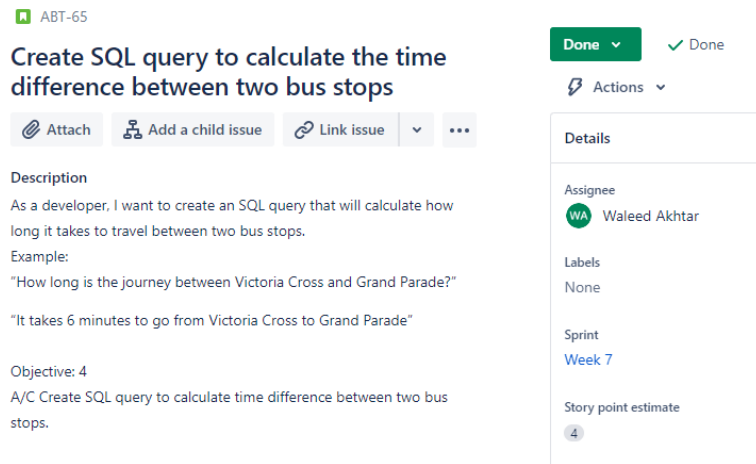 ABT-65
Create SQL query to calculate the time
difference between two bus stops
Attach
Add a child issue
Link issue
Description
As a developer, I want to create an SQL query that will calculate how
long it takes to travel between two bus stops.
Example:
“How long is the journey between Victoria Cross and Grand Parade?”
“It takes 6 minutes to go from Victoria Cross to Grand Parade”
Objective: 4
A/C Create SQL query to calculate time difference between two bus
stops.
Done
Done
Actions
Details
Assignee
WA Waleed Akhtar
Labels
None
Sprint
Week 7
Story point estimate
4